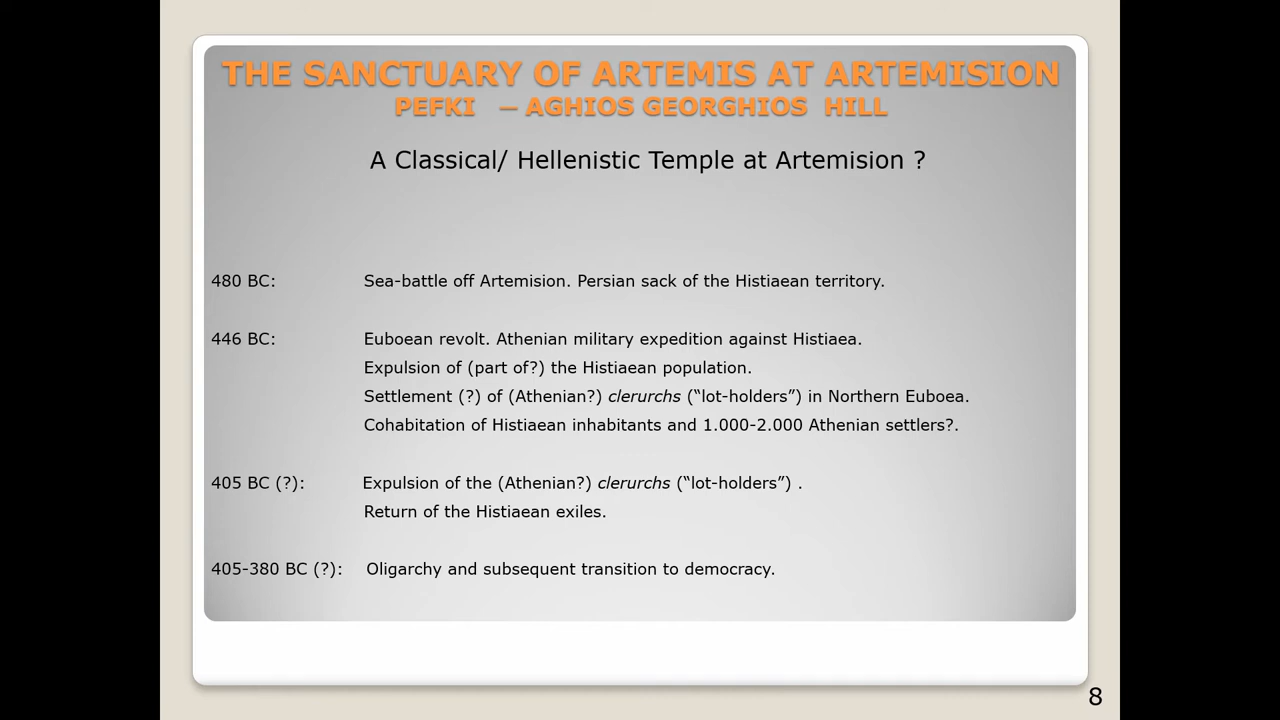 THE SANCTUARY OF ARTEMIS AT ARTEMISION
PEFKI – AGHIOS GEORGHIOS HILL
A Classical/ Hellenistic Temple at Artemision ?
480 BC: Sea-battle off Artemision. Persian sack of the Histiaean territory.
446 BC: Euboean revolt. Athenian military expedition against Histiaea.
Expulsion of (part of?) the Histiaean population.
Settlement (?) of (Athenian?) clerurchs (“lot-holders”) in Northern Euboea.
Cohabitation of Histiaean inhabitants and 1.000-2.000 Athenian settlers?.
405 BC (?): Expulsion of the (Athenian?) clerurchs (“lot-holders”) .
Return of the Histiaean exiles.
405-380 BC (?): Oligarchy and subsequent transition to democracy.
8